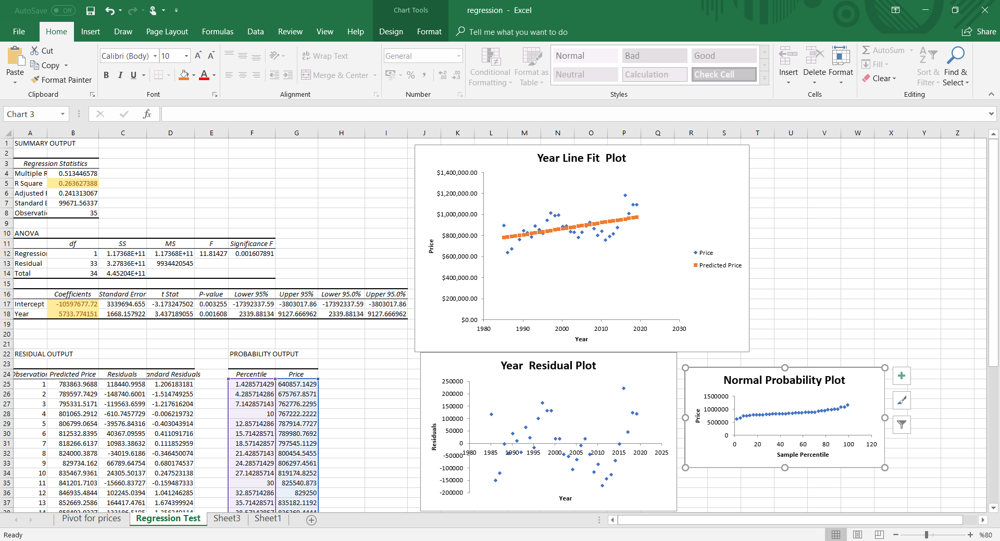 AutoSave Off
Chart Tools
regression - Excel
File Home Insert Draw Page Layout Formulas Data Review View Help Design Format Tell me what you want to do Share
Paste
Cut
Copy
Format Painter
Clipboard
Calibri (Body) 10
B I U
Font
Wrap Text
Merge & Center
Alignment
General
Number
Conditional Formatting
Format as Table
Normal Bad Good
Neutral Calculation Check Cell
Styles
Insert Delete Format
Cells
AutoSum
Fill
Clear
Sort & Filter
Find & Select
Editing
Chart 3
fx
A B C D E F G H I J K L M N O P Q R S T U V W X Y Z
1 SUMMARY OUTPUT
2
3 Regression Statistics
4 Multiple R 0.513446578
5 R Square 0.263627388
6 Adjusted 0.241313067
7 Standard E 99671.56337
8 Observati 35
9
10 ANOVA
11 df SS MS F Significance F
12 Regression 1 1.17368E+11 1.17368E+11 11.81427 0.001607891
13 Residual 33 3.27836E+11 9934420545
14 Total 34 4.45204E+11
15
16 Coefficients Standard Error t Stat P-value Lower 95% Upper 95% Lower 95.0% Upper 95.0%
17 Intercept -10597677.72 3339694.655 -3.173247502 0.003255 -17392337.59 -3803017.86 -17392337.59 -3803017.86
18 Year 5733.774151 1668.157922 3.437189055 0.001608 2339.88134 9127.666962 2339.88134 9127.666962
19
20
21
22 RESIDUAL OUTPUT PROBABILITY OUTPUT
23
24 Observation Predicted Price Residuals andard Residuals Percentile Price
25 1 783863.9688 118440.9958 1.206183181 1.428571429 640857.1429
26 2 789597.7429 -148740.6001 -1.514749255 4.285714286 675767.8571
27 3 795331.5171 -119563.6599 -1.217616204 7.142857143 762776.2295
28 4 801065.2912 -610.7457729 -0.006219732 10 767222.2222
29 5 806799.0654 -39576.84316 -0.403043914 12.85714286 787914.7727
30 6 812532.8395 40367.09595 0.411091716 15.71428571 789980.7692
31 7 818266.6137 10983.38632 0.111852959 18.57142857 797545.1129
32 8 824000.3878 -34019.6186 -0.346450074 21.42857143 800454.5455
33 9 829734.162 66789.64754 0.680174537 24.28571429 806297.4561
34 10 835467.9361 24305.50137 0.247523138 27.14285714 819174.8252
35 11 841201.7103 -15660.83727 -0.159487333 30 825540.873
36 12 846935.4844 102245.0394 1.041246285 32.85714286 829250
37 13 852669.2586 164417.4761 1.674399924 35.71428571 835182.1192
Year Line Fit Plot
$1,400,000.00
$1,200,000.00
$1,000,000.00
$800,000.00
$600,000.00
$400,000.00
$200,000.00
$0.00
Price
1980 1990 2000 2010 2020 2030
Year
Price
Predicted Price
Year Residual Plot
250000
200000
150000
100000
50000
0
-50000
-100000
-150000
-200000
Residuals
1980 1985 1990 1995 2000 2005 2010 2015 2020 2025
Year
Normal Probability Plot
1500000
1000000
500000
0
Price
0 20 40 60 80 100 120
Sample Percentile
Pivot for prices Regression Test Sheet3 Sheet1
Ready
%80